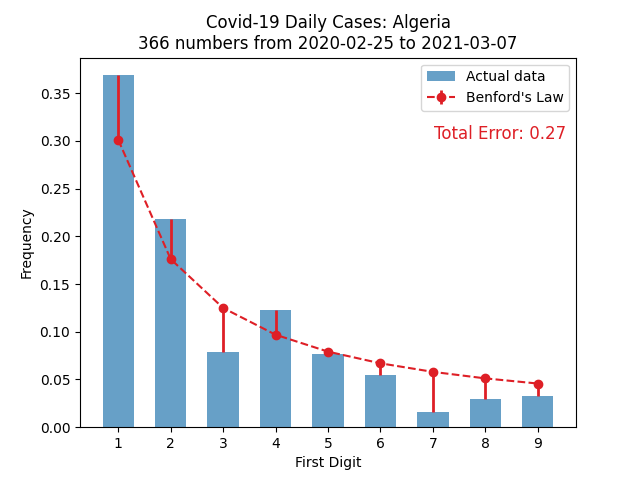 Covid-19 Daily Cases: Algeria
366 numbers from 2020-02-25 to 2021-03-07
Actual data
Benford's Law
Total Error: 0.27
Frequency
0.35
0.30
0.25
0.20
0.15
0.10
0.05
0.00
1 2 3 4 5 6 7 8 9
First Digit